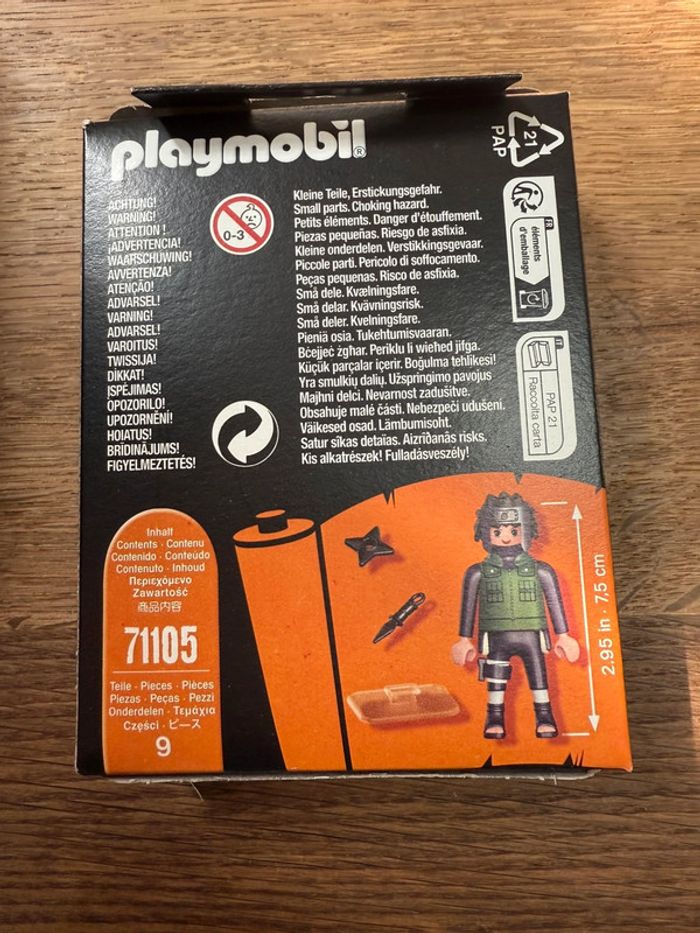 playmobil®
21
PAP
ACHTUNG!
WARNING!
ATTENTION !
¡ADVERTENCIA!
WAARSCHUWING!
AVVERTENZA!
ATENÇÃO!
ADVARSEL!
VARNING!
ADVARSEL!
VAROITUS!
TWISSIJA!
DİKKAT!
ĮSPĖJIMAS!
OPOZORILO!
UPOZORNĚNÍ!
HOIATUS!
BRĪDINĀJUMS!
FIGYELMEZTETÉS!
0-3
Kleine Teile, Erstickungsgefahr.
Small parts. Choking hazard.
Petits éléments. Danger d'étouffement.
Piezas pequeñas. Riesgo de asfixia.
Kleine onderdelen. Verstikkingsgevaar.
Piccole parti. Pericolo di soffocamento.
Peças pequenas. Risco de asfixia.
Små dele. Kvælningsfare.
Små delar. Kvävningsrisk.
Små deler. Kvelningsfare.
Pieniä osia. Tukehtumisvaaran.
Bċejjeċ żgħar. Periklu li wieħed jifga.
Küçük parçalar içerir. Boğulma tehlikesi!
Yra smulkių dalių. Užspringimo pavojus
Majhni delci. Nevarnost zadušitve.
Obsahuje malé části. Nebezpečí udušení.
Väikesed osad. Lämbumisoht.
Satur sīkas detaļas. Aizrīšanās risks.
Kis alkatrészek! Fulladásveszély!
FR
éléments
d'emballage
IT
PAP 21
Raccolta carta
Inhalt
Contents · Contenu
Contenido · Conteúdo
Contenuto · Inhoud
Περιεχόμενο
Zawartość
商品内容
71105
Teile · Pieces · Pièces
Piezas · Peças · Pezzi
Onderdelen · Τεμάχια
Części · ピース
9
2.95 in · 7,5 cm